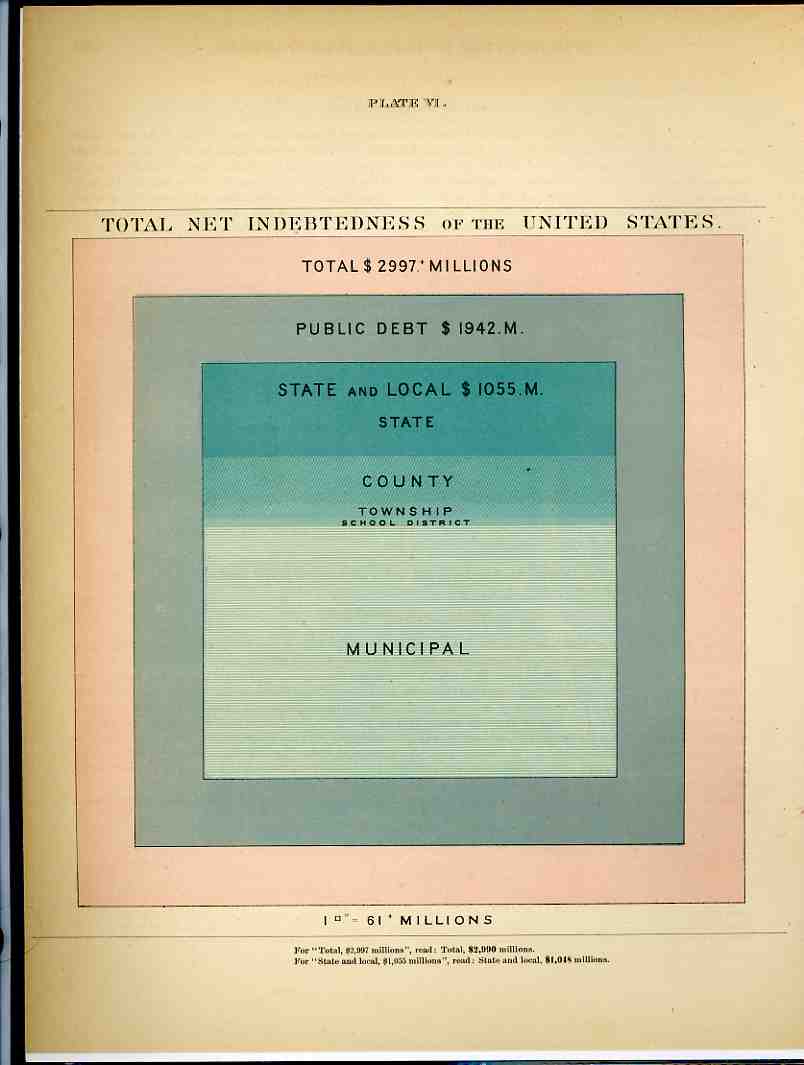 PLATE VI.
TOTAL NET INDEBTEDNESS OF THE UNITED STATES.
TOTAL $ 2997.+ MILLIONS
PUBLIC DEBT $ 1942.M.
STATE AND LOCAL $ 1055.M.
STATE
COUNTY
TOWNSHIP
SCHOOL DISTRICT
MUNICIPAL
1 □" = 61+ MILLIONS
For "Total, $2,997 millions", read: Total, $2,990 millions.
For "State and local, $1,055 millions", read: State and local, $1,048 millions.